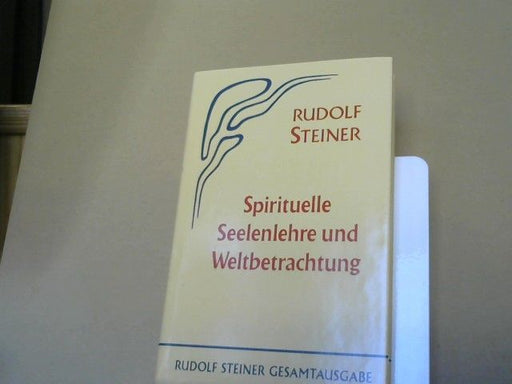 RUDOLF
STEINER
Spirituelle
Seelenlehre und
Weltbetrachtung
RUDOLF STEINER GESAMTAUSGABE